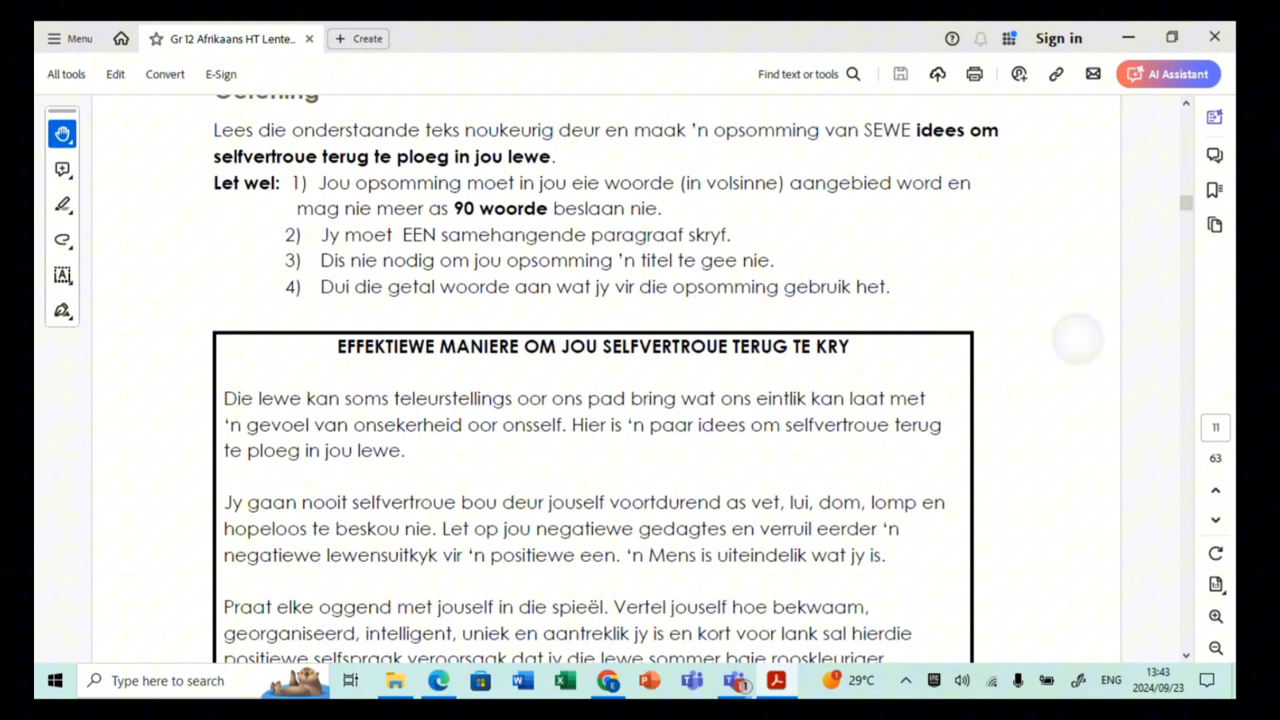 Menu
Gr 12 Afrikaans HT Lente...
Create
Sign in
All tools
Edit
Convert
E-Sign
Find text or tools
AI Assistant
Oefening
Lees die onderstaande teks noukeurig deur en maak 'n opsomming van SEWE idees om
selfvertroue terug te ploeg in jou lewe.
Let wel: 1) Jou opsomming moet in jou eie woorde (in volsinne) aangebied word en
mag nie meer as 90 woorde beslaan nie.
2) Jy moet EEN samehangende paragraaf skryf.
3) Dis nie nodig om jou opsomming 'n titel te gee nie.
4) Dui die getal woorde aan wat jy vir die opsomming gebruik het.
EFFEKTIEWE MANIERE OM JOU SELFVERTROUE TERUG TE KRY
Die lewe kan soms teleurstellings oor ons pad bring wat ons eintlik kan laat met
'n gevoel van onsekerheid oor onsself. Hier is 'n paar idees om selfvertroue terug
te ploeg in jou lewe.
Jy gaan nooit selfvertroue bou deur jouself voortdurend as vet, lui, dom, lomp en
hopeloos te beskou nie. Let op jou negatiewe gedagtes en verruil eerder 'n
negatiewe lewensuitkyk vir 'n positiewe een. 'n Mens is uiteindelik wat jy is.
Praat elke oggend met jouself in die spieël. Vertel jouself hoe bekwaam,
georganiseerd, intelligent, uniek en aantreklik jy is en kort voor lank sal hierdie
positiewe selfspraak veroorsaak dat jy die lewe sommer baie rooskleuriger
11
63
Type here to search
29°C
ENG
13:43
2024/09/23